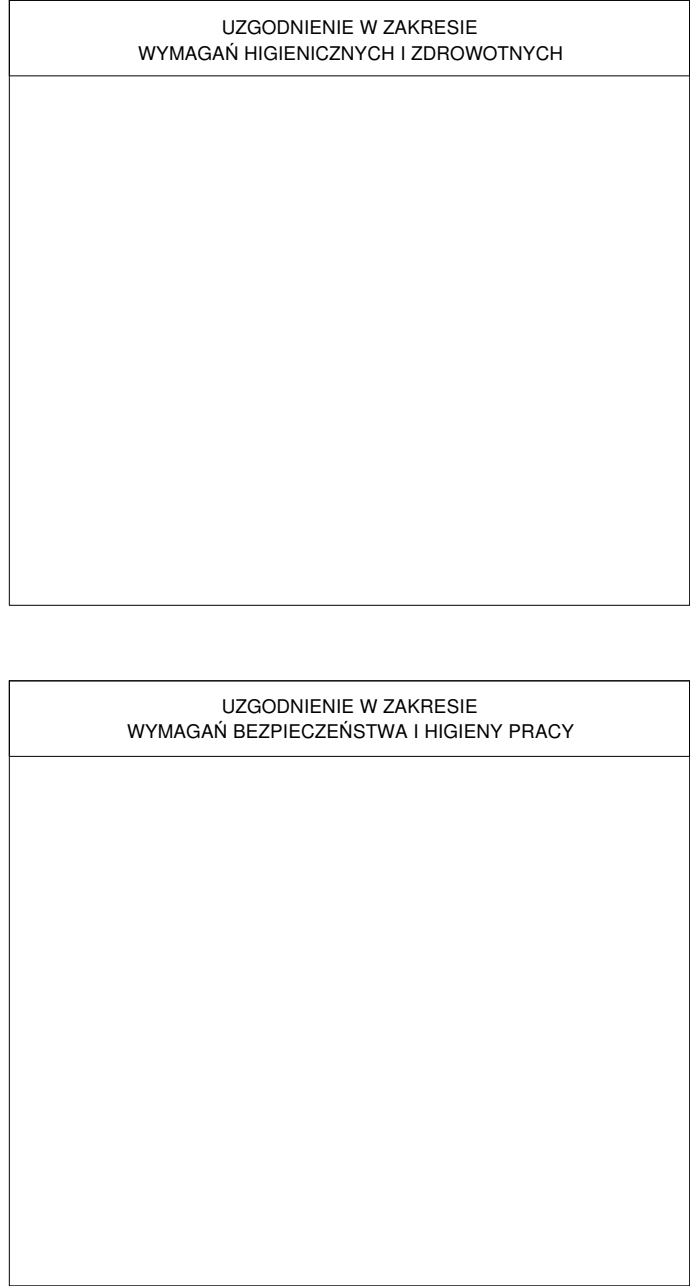 UZGODNIENIE W ZAKRESIE
WYMAGAŃ HIGIENICZNYCH I ZDROWOTNYCH
UZGODNIENIE W ZAKRESIE
WYMAGAŃ BEZPIECZEŃSTWA I HIGIENY PRACY